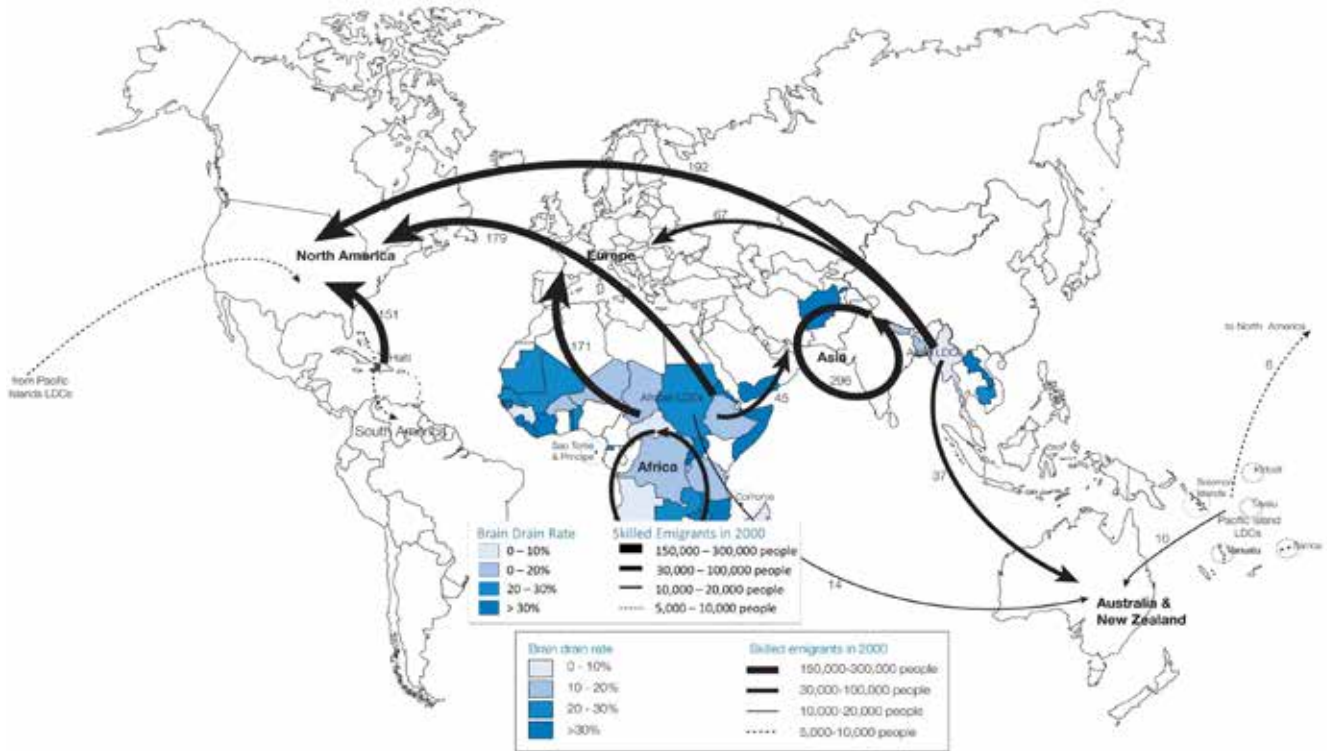 192
67
179
North America
Europe
151
Haiti
171
Asia
Asian LDCs
296
to North America
6
from Pacific
Islands LDCs
African LDCs
45
South America
Sao Tome
& Principe
Africa
37
Comoros
Solomon
Islands
Kiribati
Tuvalu
Pacific Island
LDCs
Vanuatu
Samoa
10
14
Australia &
New Zealand
Brain Drain Rate
0 – 10%
0 – 20%
20 – 30%
> 30%
Skilled Emigrants in 2000
150,000 – 300,000 people
30,000 – 100,000 people
10,000 – 20,000 people
5,000 – 10,000 people
Brain drain rate
0 - 10%
10 - 20%
20 - 30%
>30%
Skilled emigrants in 2000
150,000-300,000 people
30,000-100,000 people
10,000-20,000 people
5,000-10,000 people